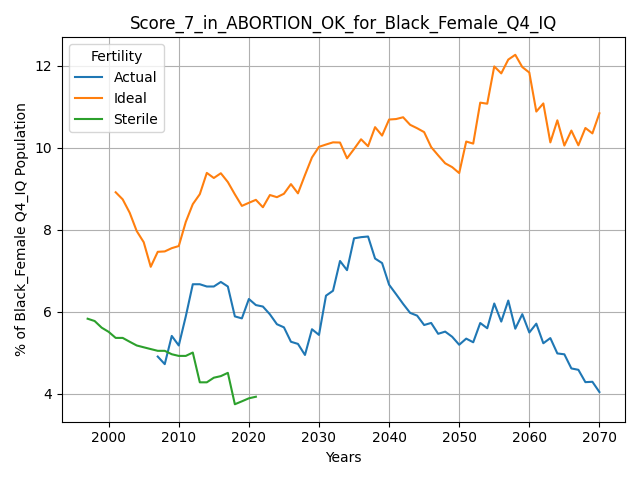 Score_7_in_ABORTION_OK_for_Black_Female_Q4_IQ
Fertility
Actual
Ideal
Sterile
% of Black_Female Q4_IQ Population
12
10
8
6
4
2000 2010 2020 2030 2040 2050 2060 2070
Years